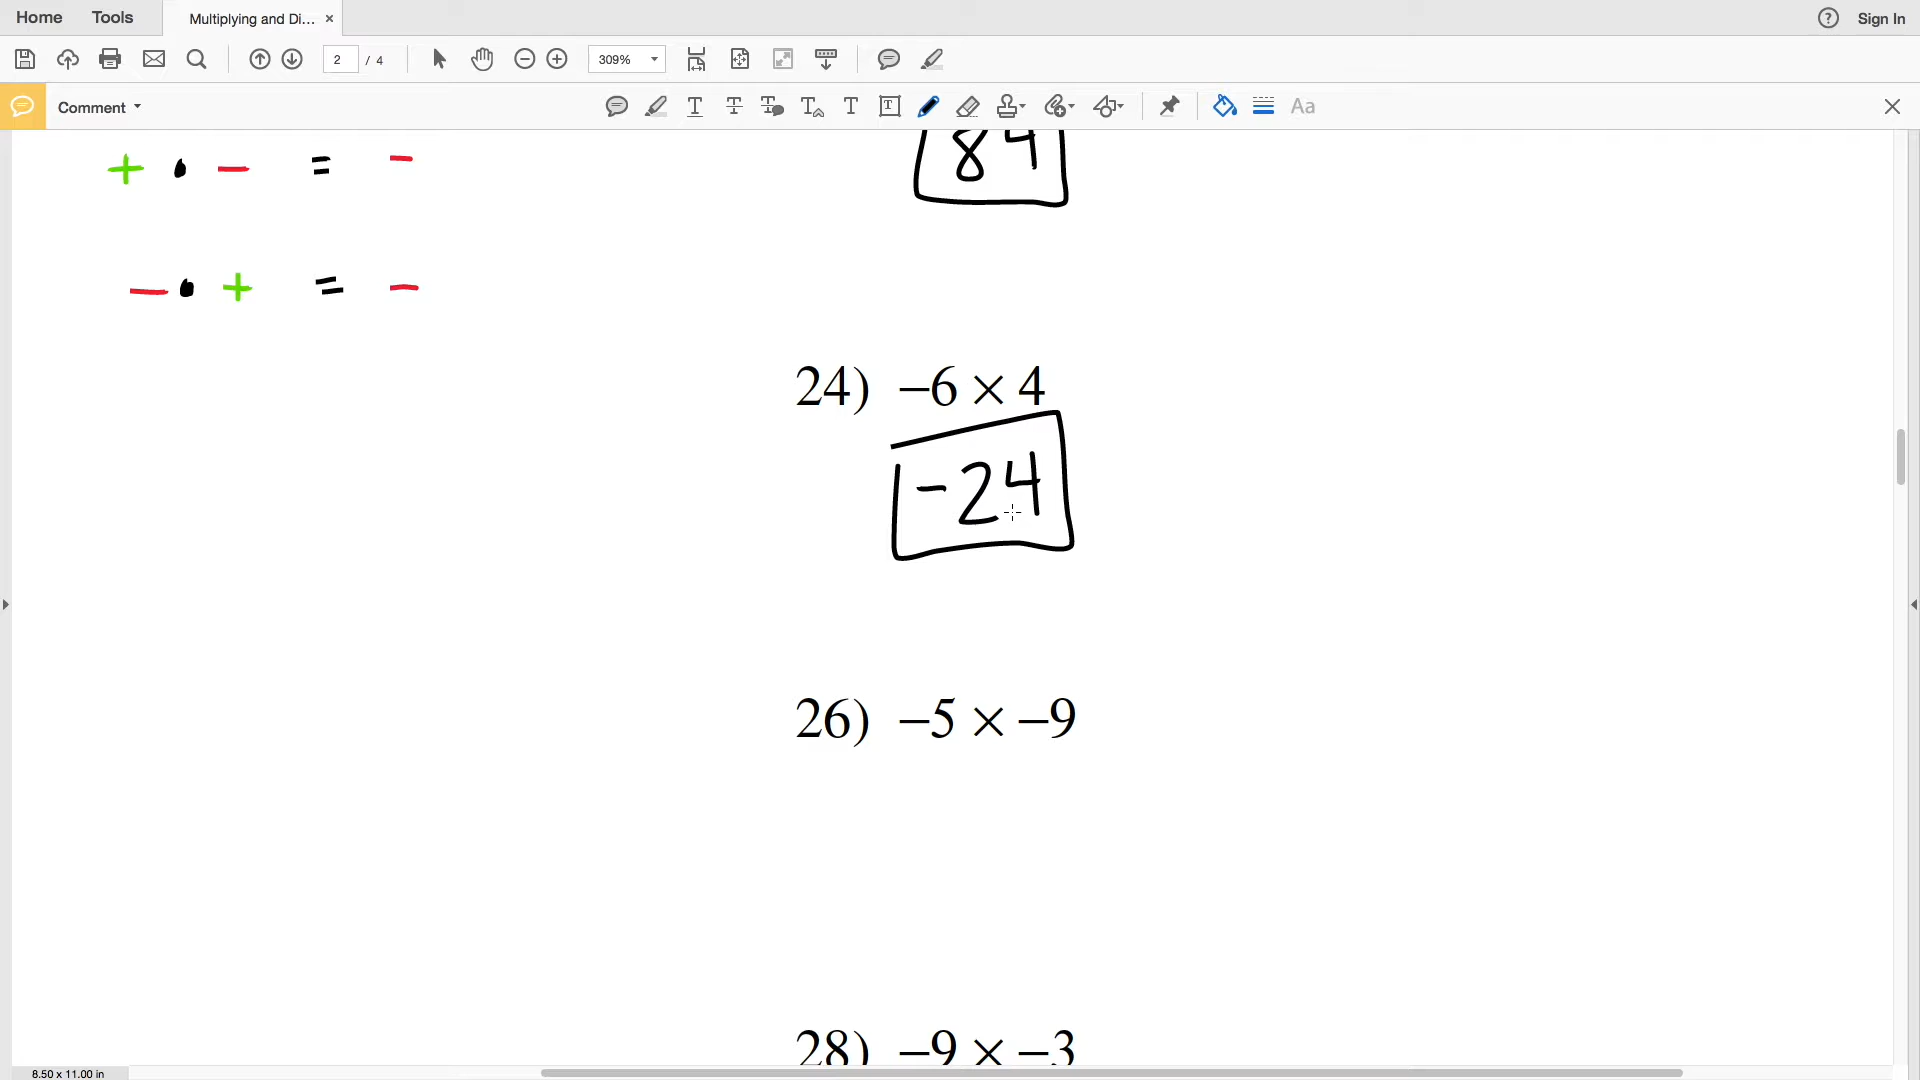 Home Tools Multiplying and Di... × ? Sign In
2 / 4 309%
Comment T T T T T T Aa
84
+ • - = -
- • + = -
24) −6 × 4
-24
26) −5 × −9
28) −9 × −3
8.50 x 11.00 in